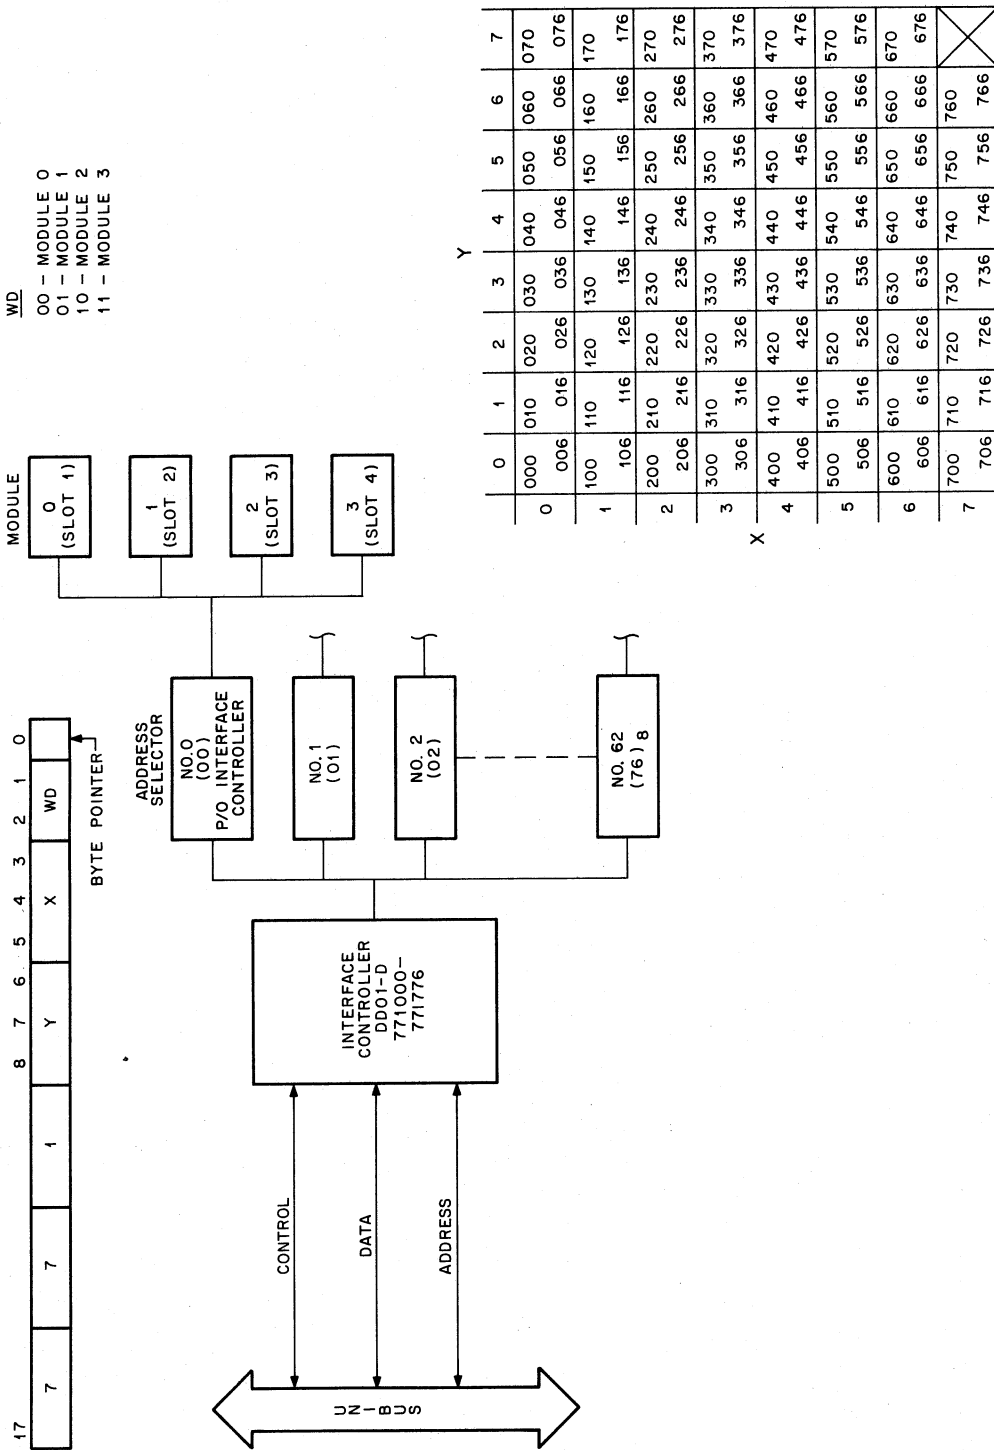 17 8 7 6 5 4 3 2 1 0
7 7 1 Y X WD
BYTE POINTER
WD
00 - MODULE 0
01 - MODULE 1
10 - MODULE 2
11 - MODULE 3
MODULE
0
(SLOT 1)
1
(SLOT 2)
2
(SLOT 3)
3
(SLOT 4)
ADDRESS
SELECTOR
NO.0
(00)
P/O INTERFACE
CONTROLLER
NO.1
(01)
NO.2
(02)
NO.62
(76)8
INTERFACE
CONTROLLER
DD01-D
771000-
771776
CONTROL
DATA
ADDRESS
UNIBUS
Y
0 1 2 3 4 5 6 7
X
0 000 010 020 030 040 050 060 070
006 016 026 036 046 056 066 076
1 100 110 120 130 140 150 160 170
106 116 126 136 146 156 166 176
2 200 210 220 230 240 250 260 270
206 216 226 236 246 256 266 276
3 300 310 320 330 340 350 360 370
306 316 326 336 346 356 366 376
4 400 410 420 430 440 450 460 470
406 416 426 436 446 456 466 476
5 500 510 520 530 540 550 560 570
506 516 526 536 546 556 566 576
6 600 610 620 630 640 650 660 670
606 616 626 636 646 656 666 676
7 700 710 720 730 740 750 760
706 716 726 736 746 756 766